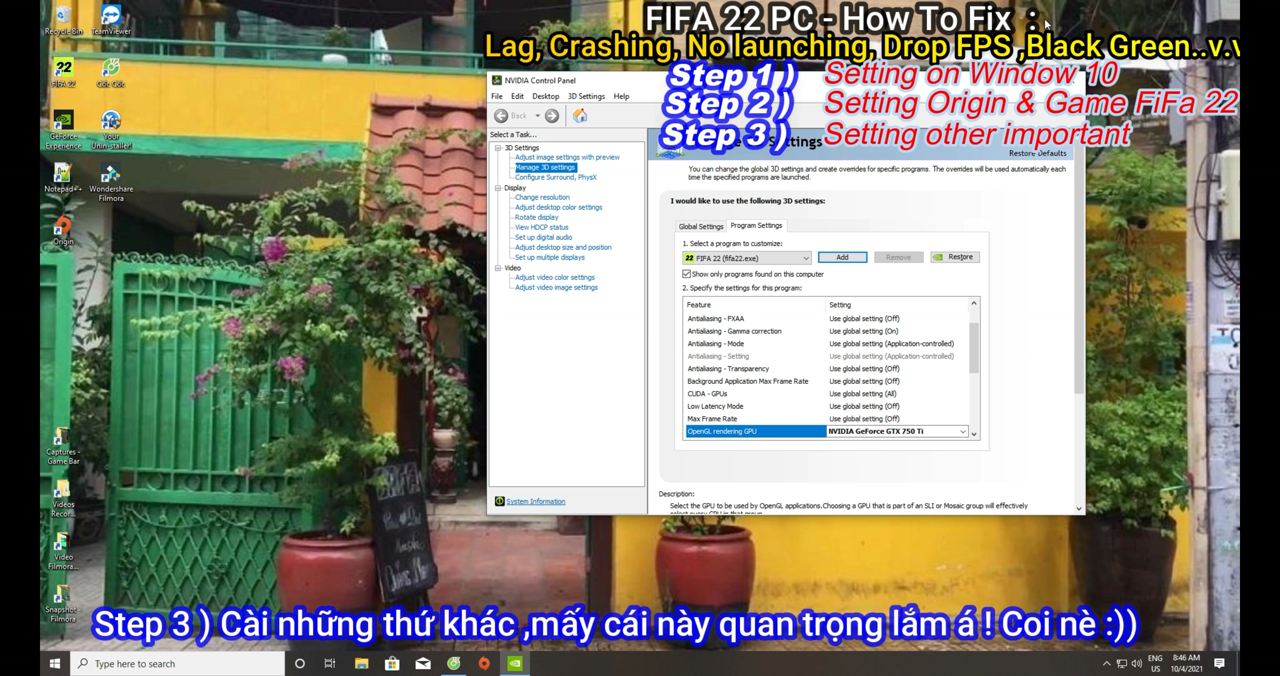 FIFA 22 PC - How To Fix :
Lag, Crashing, No launching, Drop FPS ,Black Green..v.v
Step 1 ) Setting on Window 10
Step 2 ) Setting Origin & Game FiFa 22
Step 3 ) Setting other important
Recycle Bin
TeamViewer
FIFA 22
Cốc Cốc
GeForce Experience
Your Unin-staller!
Notepad++
Wondershare Filmora
Origin
Captures - Game Bar
Videos Recor...
Video Filmora...
Snapshot - Filmora
NVIDIA Control Panel
File Edit Desktop 3D Settings Help
Back
Select a Task...
3D Settings
Adjust image settings with preview
Manage 3D settings
Configure Surround, PhysX
Display
Change resolution
Adjust desktop color settings
Rotate display
View HDCP status
Set up digital audio
Adjust desktop size and position
Set up multiple displays
Video
Adjust video color settings
Adjust video image settings
System Information
Restore Defaults
You can change the global 3D settings and create overrides for specific programs. The overrides will be used automatically each
time the specified programs are launched.
I would like to use the following 3D settings:
Global Settings Program Settings
1. Select a program to customize:
FIFA 22 (fifa22.exe) Add Remove Restore
Show only programs found on this computer
2. Specify the settings for this program:
Feature Setting
Antialiasing - FXAA Use global setting (Off)
Antialiasing - Gamma correction Use global setting (On)
Antialiasing - Mode Use global setting (Application-controlled)
Antialiasing - Setting Use global setting (Application-controlled)
Antialiasing - Transparency Use global setting (Off)
Background Application Max Frame Rate Use global setting (Off)
CUDA - GPUs Use global setting (All)
Low Latency Mode Use global setting (Off)
Max Frame Rate Use global setting (Off)
OpenGL rendering GPU NVIDIA GeForce GTX 750 Ti
Description:
Select the GPU to be used by OpenGL applications.Choosing a GPU that is part of an SLI or Mosaic group will effectively
Step 3 ) Cài những thứ khác ,mấy cái này quan trọng lắm á ! Coi nè :))
Type here to search
ENG
US
8:46 AM
10/4/2021